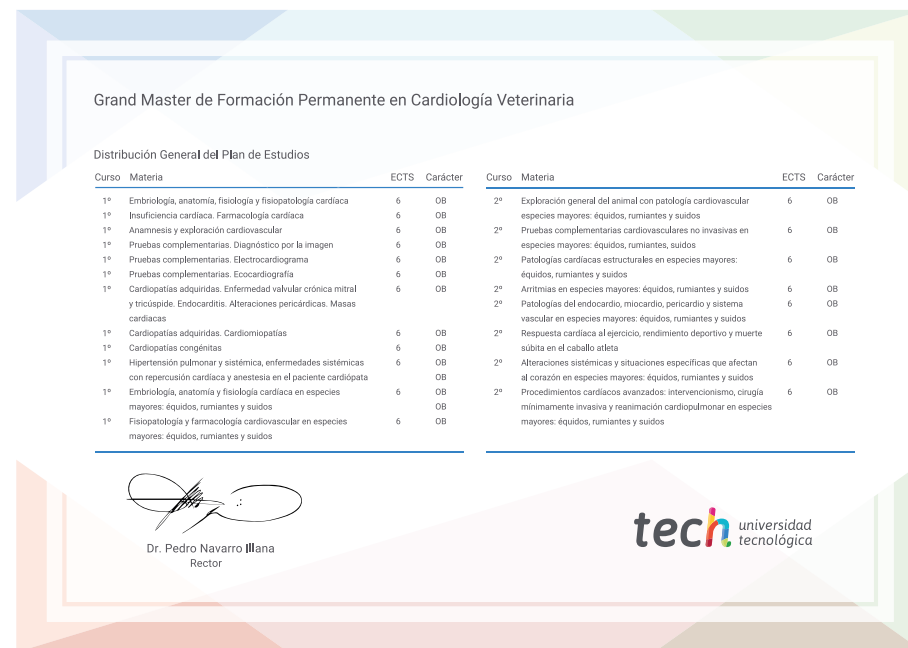 Grand Master de Formación Permanente en Cardiología Veterinaria
Distribución General del Plan de Estudios
Curso Materia ECTS Carácter
1º Embriología, anatomía, fisiología y fisiopatología cardíaca 6 OB
1º Insuficiencia cardíaca. Farmacología cardíaca 6 OB
1º Anamnesis y exploración cardiovascular 6 OB
1º Pruebas complementarias. Diagnóstico por la imagen 6 OB
1º Pruebas complementarias. Electrocardiograma 6 OB
1º Pruebas complementarias. Ecocardiografía 6 OB
1º Cardiopatías adquiridas. Enfermedad valvular crónica mitral 6 OB
y tricúspide. Endocarditis. Alteraciones pericárdicas. Masas
cardiacas
1º Cardiopatías adquiridas. Cardiomiopatías 6 OB
1º Cardiopatías congénitas 6 OB
1º Hipertensión pulmonar y sistémica, enfermedades sistémicas 6 OB
con repercusión cardíaca y anestesia en el paciente cardiópata OB
1º Embriología, anatomía y fisiología cardíaca en especies 6 OB
mayores: équidos, rumiantes y suidos OB
1º Fisiopatología y farmacología cardiovascular en especies 6 OB
mayores: équidos, rumiantes y suidos
Curso Materia ECTS Carácter
2º Exploración general del animal con patología cardiovascular 6 OB
especies mayores: équidos, rumiantes y suidos
2º Pruebas complementarias cardiovasculares no invasivas en 6 OB
especies mayores: équidos, rumiantes, suidos
2º Patologías cardíacas estructurales en especies mayores: 6 OB
équidos, rumiantes y suidos
2º Arritmias en especies mayores: équidos, rumiantes y suidos 6 OB
2º Patologías del endocardio, miocardio, pericardio y sistema 6 OB
vascular en especies mayores: équidos, rumiantes y suidos
2º Respuesta cardíaca al ejercicio, rendimiento deportivo y muerte 6 OB
súbita en el caballo atleta
2º Alteraciones sistémicas y situaciones específicas que afectan 6 OB
al corazón en especies mayores: équidos, rumiantes y suidos
2º Procedimientos cardíacos avanzados: intervencionismo, cirugía 6 OB
mínimamente invasiva y reanimación cardiopulmonar en especies
mayores: équidos, rumiantes y suidos
Dr. Pedro Navarro Illana
Rector
tech universidad
tecnológica